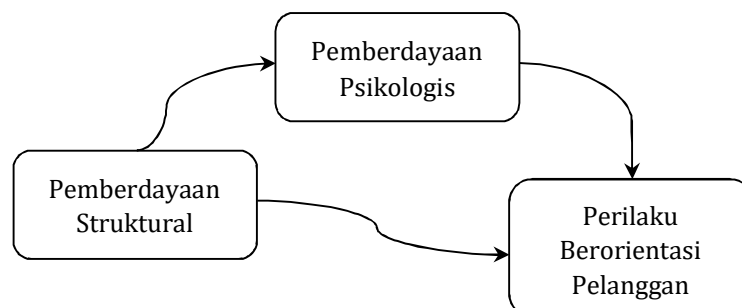 Pemberdayaan
Psikologis
Pemberdayaan
Struktural
Perilaku
Berorientasi
Pelanggan